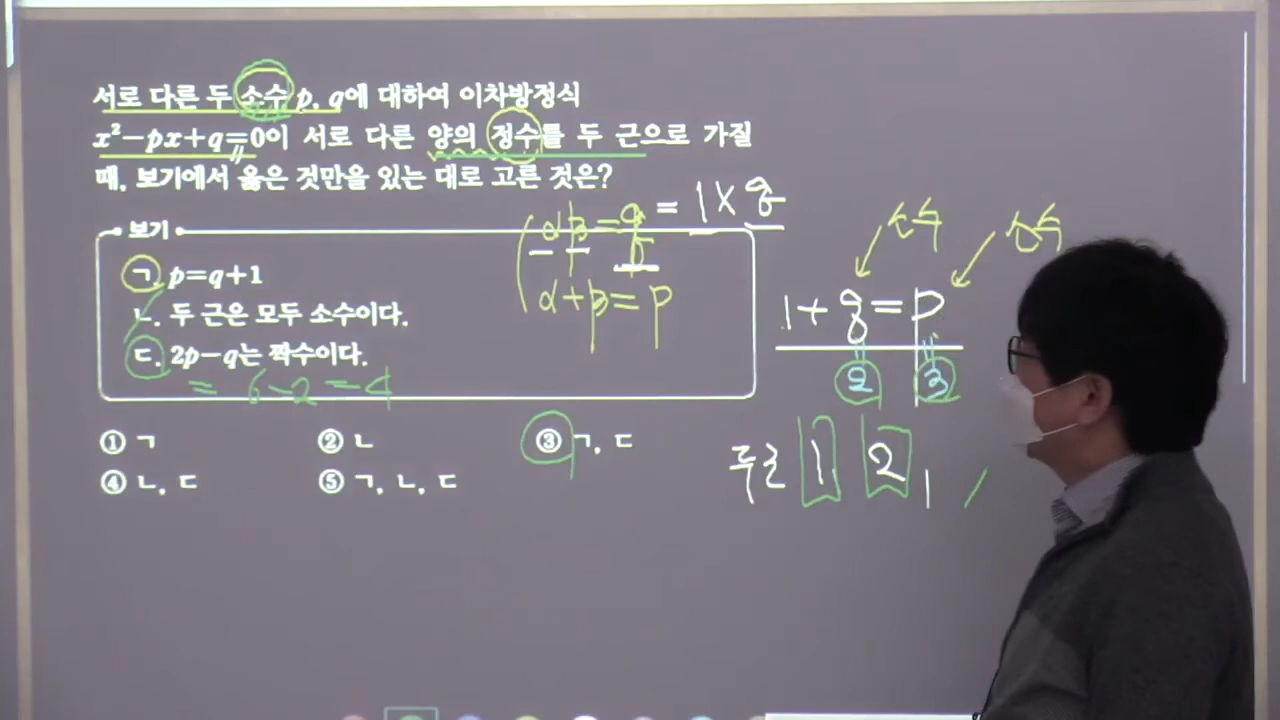 서로 다른 두 소수 p, q에 대하여 이차방정식
x²−px+q=0이 서로 다른 양의 정수를 두 근으로 가질
때, 보기에서 옳은 것만을 있는 대로 고른 것은?
보기
ㄱ. p=q+1
ㄴ. 두 근은 모두 소수이다.
ㄷ. 2p−q는 짝수이다.
= 6-2 = 4
① ㄱ ② ㄴ ③ ㄱ, ㄷ
④ ㄴ, ㄷ ⑤ ㄱ, ㄴ, ㄷ
αβ = q = 1 × q
α+β = p
소수 소수
1 + q = p
2 3
두근 1, 2